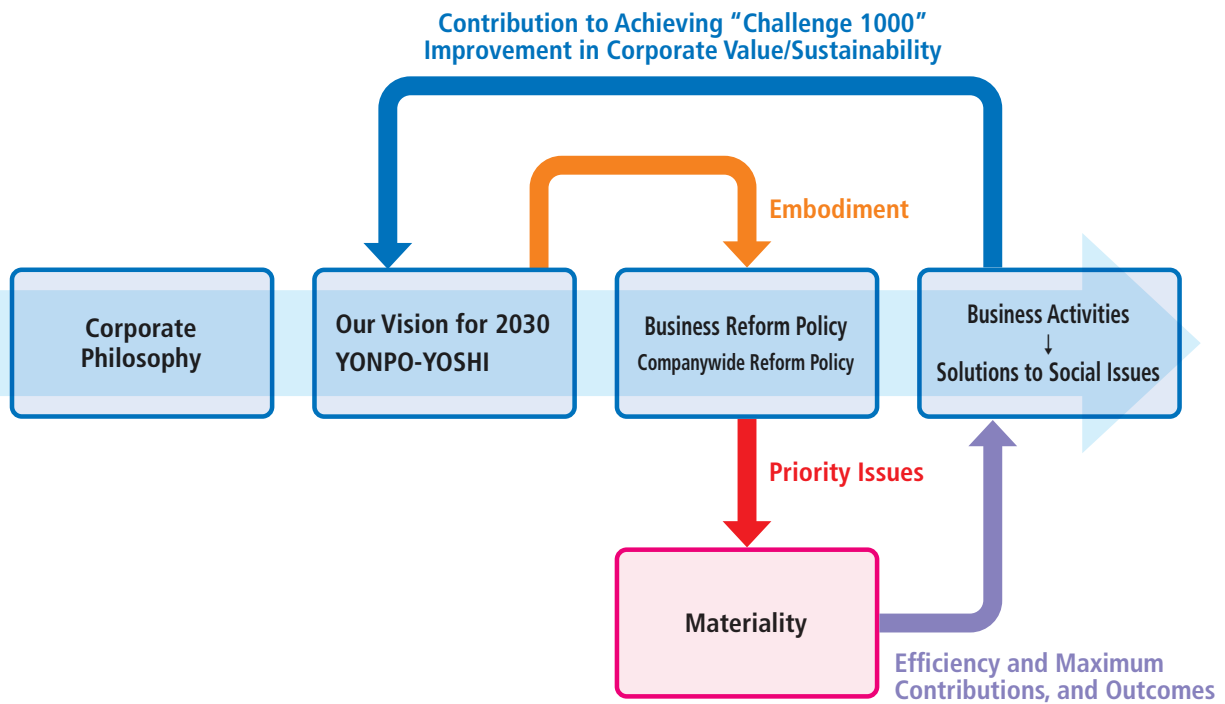 Contribution to Achieving “Challenge 1000”
Improvement in Corporate Value/Sustainability
Embodiment
Corporate
Philosophy
Our Vision for 2030
YONPO-YOSHI
Business Reform Policy
Companywide Reform Policy
Business Activities
↓
Solutions to Social Issues
Priority Issues
Materiality
Efficiency and Maximum
Contributions, and Outcomes